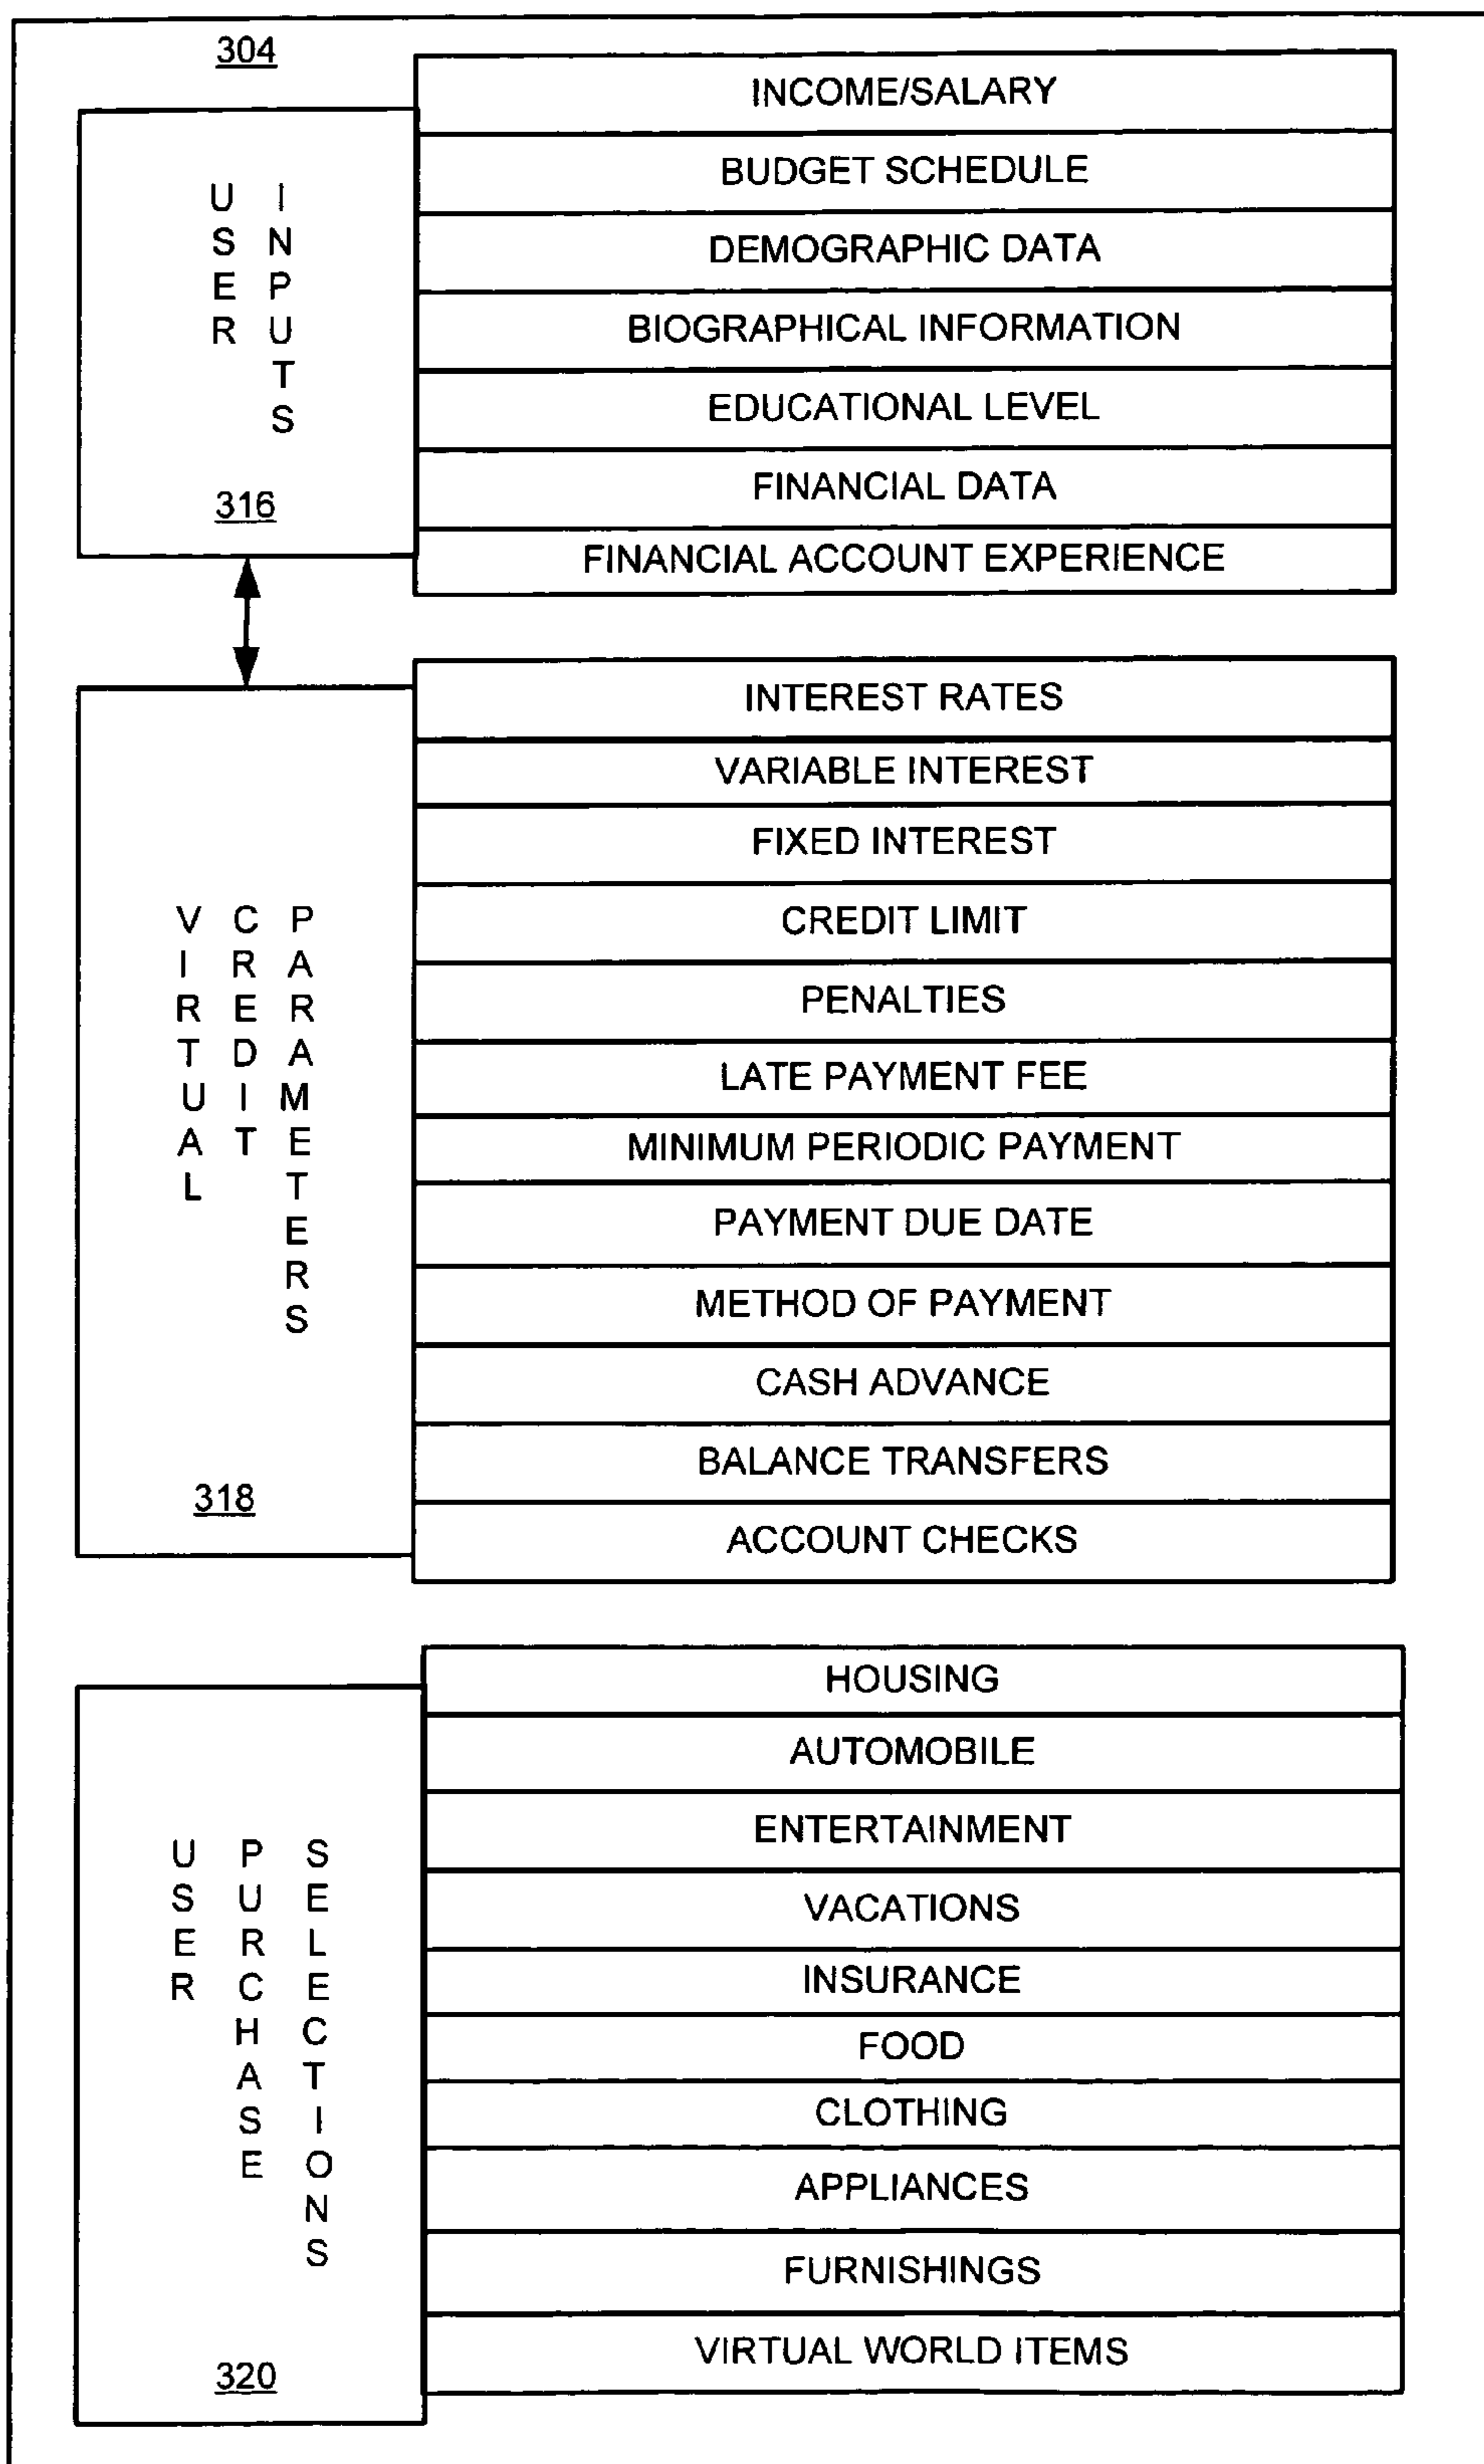 304
USER INPUTS
316
INCOME/SALARY
BUDGET SCHEDULE
DEMOGRAPHIC DATA
BIOGRAPHICAL INFORMATION
EDUCATIONAL LEVEL
FINANCIAL DATA
FINANCIAL ACCOUNT EXPERIENCE
VIRTUAL CREDIT PARAMETERS
318
INTEREST RATES
VARIABLE INTEREST
FIXED INTEREST
CREDIT LIMIT
PENALTIES
LATE PAYMENT FEE
MINIMUM PERIODIC PAYMENT
PAYMENT DUE DATE
METHOD OF PAYMENT
CASH ADVANCE
BALANCE TRANSFERS
ACCOUNT CHECKS
USER PURCHASE SELECTIONS
320
HOUSING
AUTOMOBILE
ENTERTAINMENT
VACATIONS
INSURANCE
FOOD
CLOTHING
APPLIANCES
FURNISHINGS
VIRTUAL WORLD ITEMS